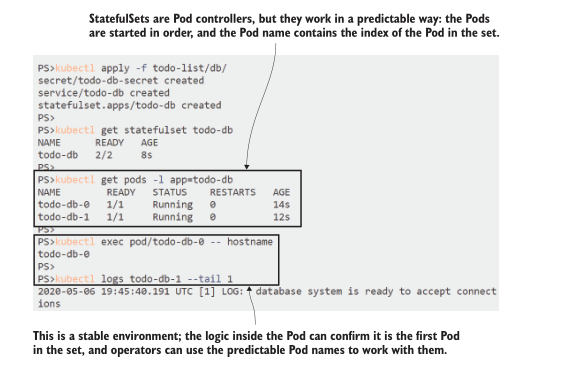 StatefulSets are Pod controllers, but they work in a predictable way: the Pods
are started in order, and the Pod name contains the index of the Pod in the set.
PS>kubectl apply -f todo-list/db/
secret/todo-db-secret created
service/todo-db created
statefulset.apps/todo-db created
PS>
PS>kubectl get statefulset todo-db
NAME READY AGE
todo-db 2/2 8s
PS>
PS>kubectl get pods -l app=todo-db
NAME READY STATUS RESTARTS AGE
todo-db-0 1/1 Running 0 14s
todo-db-1 1/1 Running 0 12s
PS>
PS>kubectl exec pod/todo-db-0 -- hostname
todo-db-0
PS>
PS>kubectl logs todo-db-1 --tail 1
2020-05-06 19:45:40.191 UTC [1] LOG: database system is ready to accept connect
ions
This is a stable environment; the logic inside the Pod can confirm it is the first Pod
in the set, and operators can use the predictable Pod names to work with them.